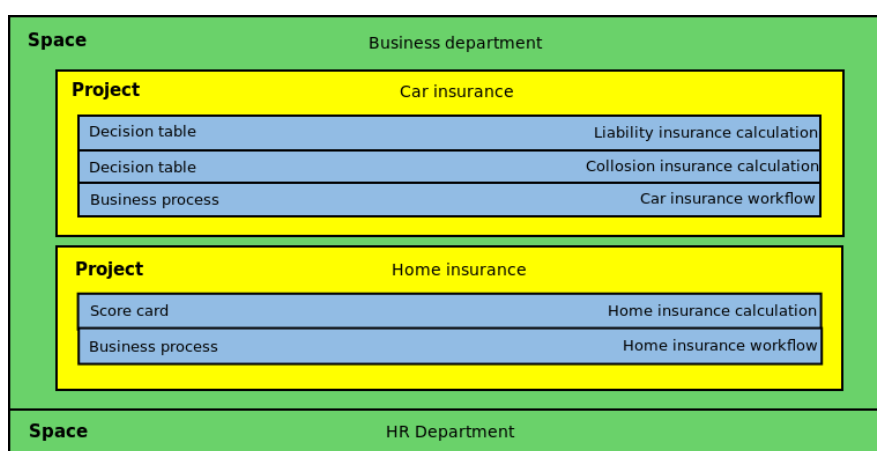 Space Business department
Project Car insurance
Decision table Liability insurance calculation
Decision table Collosion insurance calculation
Business process Car insurance workflow
Project Home insurance
Score card Home insurance calculation
Business process Home insurance workflow
Space HR Department